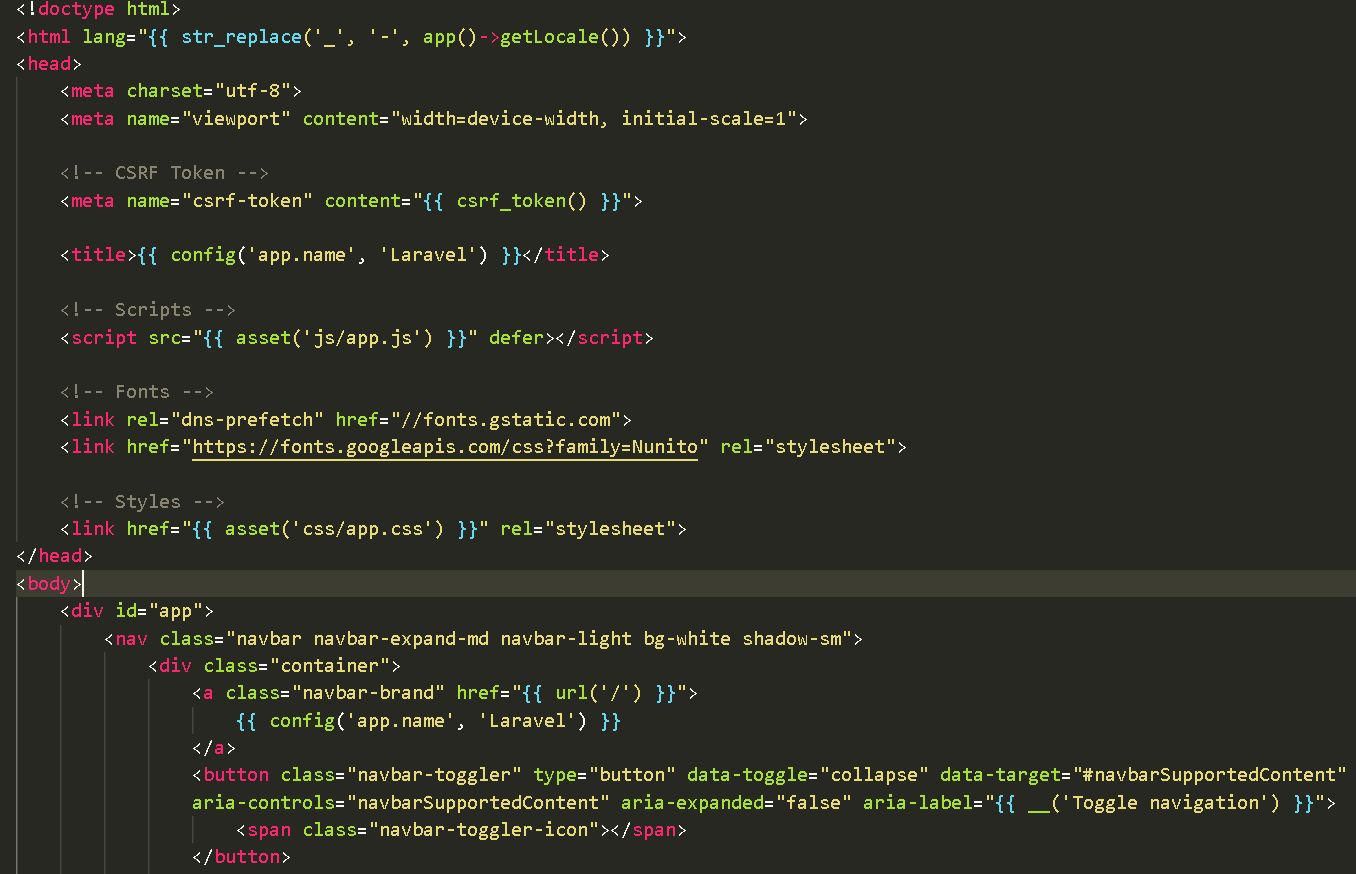 <!doctype html>
<html lang="{{ str_replace('_', '-', app()->getLocale()) }}">
<head>
    <meta charset="utf-8">
    <meta name="viewport" content="width=device-width, initial-scale=1">

    <!-- CSRF Token -->
    <meta name="csrf-token" content="{{ csrf_token() }}">

    <title>{{ config('app.name', 'Laravel') }}</title>

    <!-- Scripts -->
    <script src="{{ asset('js/app.js') }}" defer></script>

    <!-- Fonts -->
    <link rel="dns-prefetch" href="//fonts.gstatic.com">
    <link href="https://fonts.googleapis.com/css?family=Nunito" rel="stylesheet">

    <!-- Styles -->
    <link href="{{ asset('css/app.css') }}" rel="stylesheet">
</head>
<body>
    <div id="app">
        <nav class="navbar navbar-expand-md navbar-light bg-white shadow-sm">
            <div class="container">
                <a class="navbar-brand" href="{{ url('/') }}">
                    {{ config('app.name', 'Laravel') }}
                </a>
                <button class="navbar-toggler" type="button" data-toggle="collapse" data-target="#navbarSupportedContent"
                aria-controls="navbarSupportedContent" aria-expanded="false" aria-label="{{ __('Toggle navigation') }}">
                    <span class="navbar-toggler-icon"></span>
                </button>